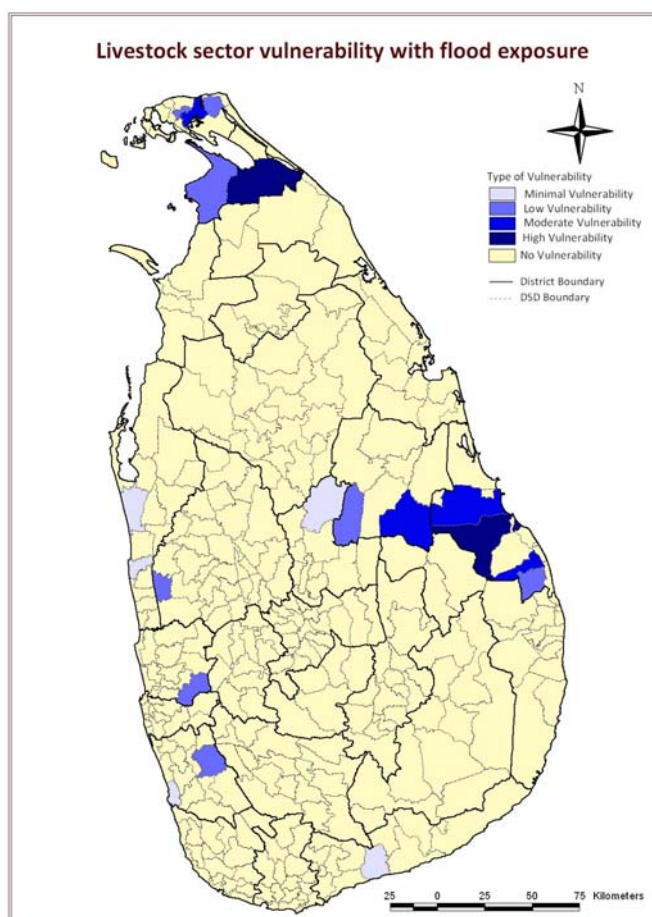 Livestock sector vulnerability with flood exposure
N
Type of Vulnerability
Minimal Vulnerability
Low Vulnerability
Moderate Vulnerability
High Vulnerability
No Vulnerability
District Boundary
DSD Boundary
25 0 25 50 75 Kilometers